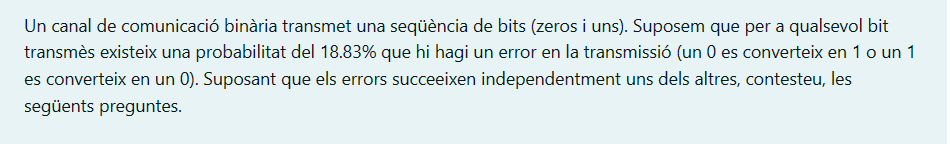 Un canal de comunicació binària transmet una seqüència de bits (zeros i uns). Suposem que per a qualsevol bit
transmès existeix una probabilitat del 18.83% que hi hagi un error en la transmissió (un 0 es converteix en 1 o un 1
es converteix en un 0). Suposant que els errors succeeixen independentment uns dels altres, contesteu, les
següents preguntes.